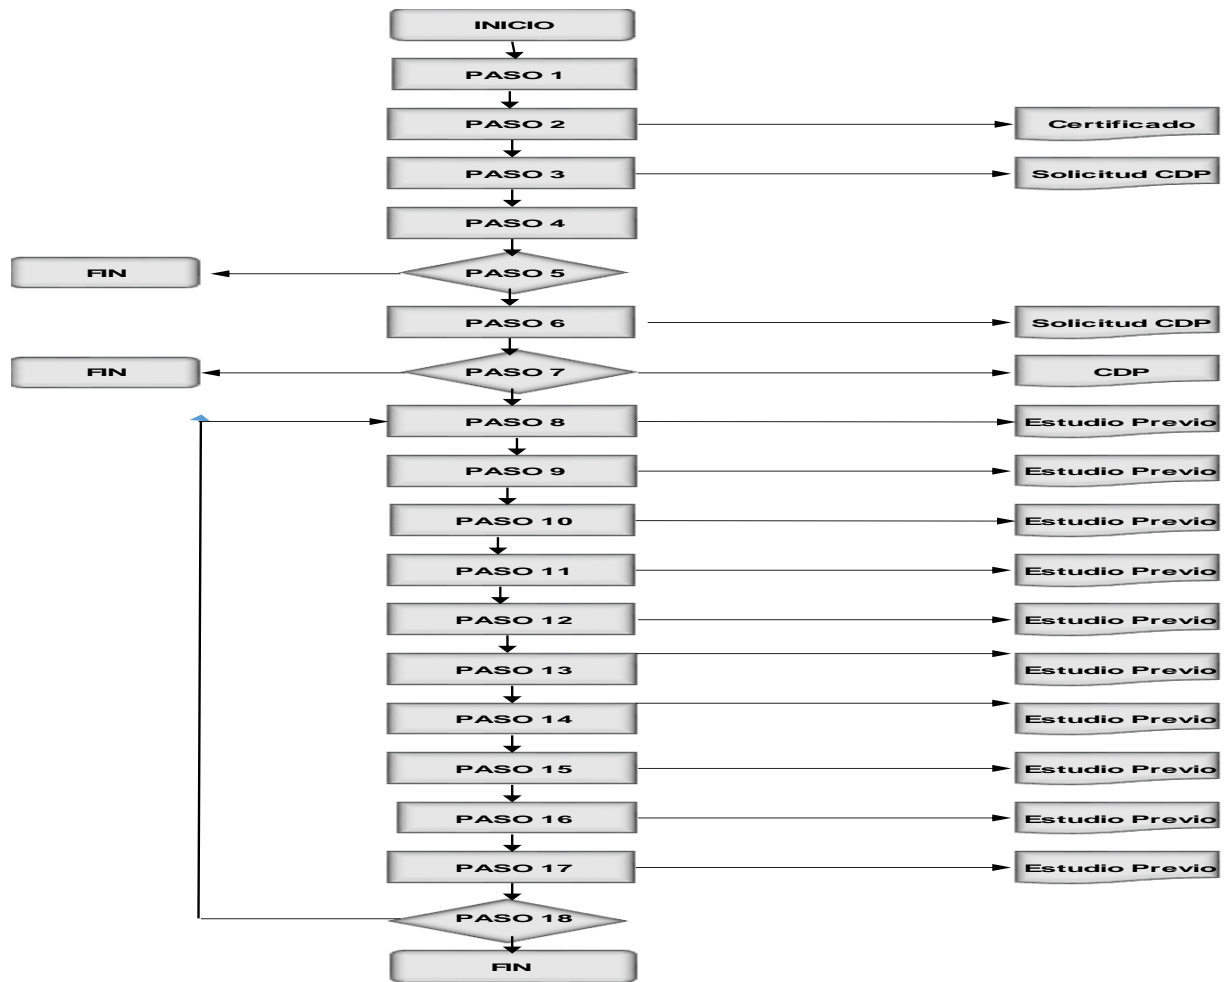 INICIO
PASO 1
PASO 2 Certificado
PASO 3 Solicitud CDP
PASO 4
FIN PASO 5
PASO 6 Solicitud CDP
FIN PASO 7 CDP
PASO 8 Estudio Previo
PASO 9 Estudio Previo
PASO 10 Estudio Previo
PASO 11 Estudio Previo
PASO 12 Estudio Previo
PASO 13 Estudio Previo
PASO 14 Estudio Previo
PASO 15 Estudio Previo
PASO 16 Estudio Previo
PASO 17 Estudio Previo
PASO 18
FIN